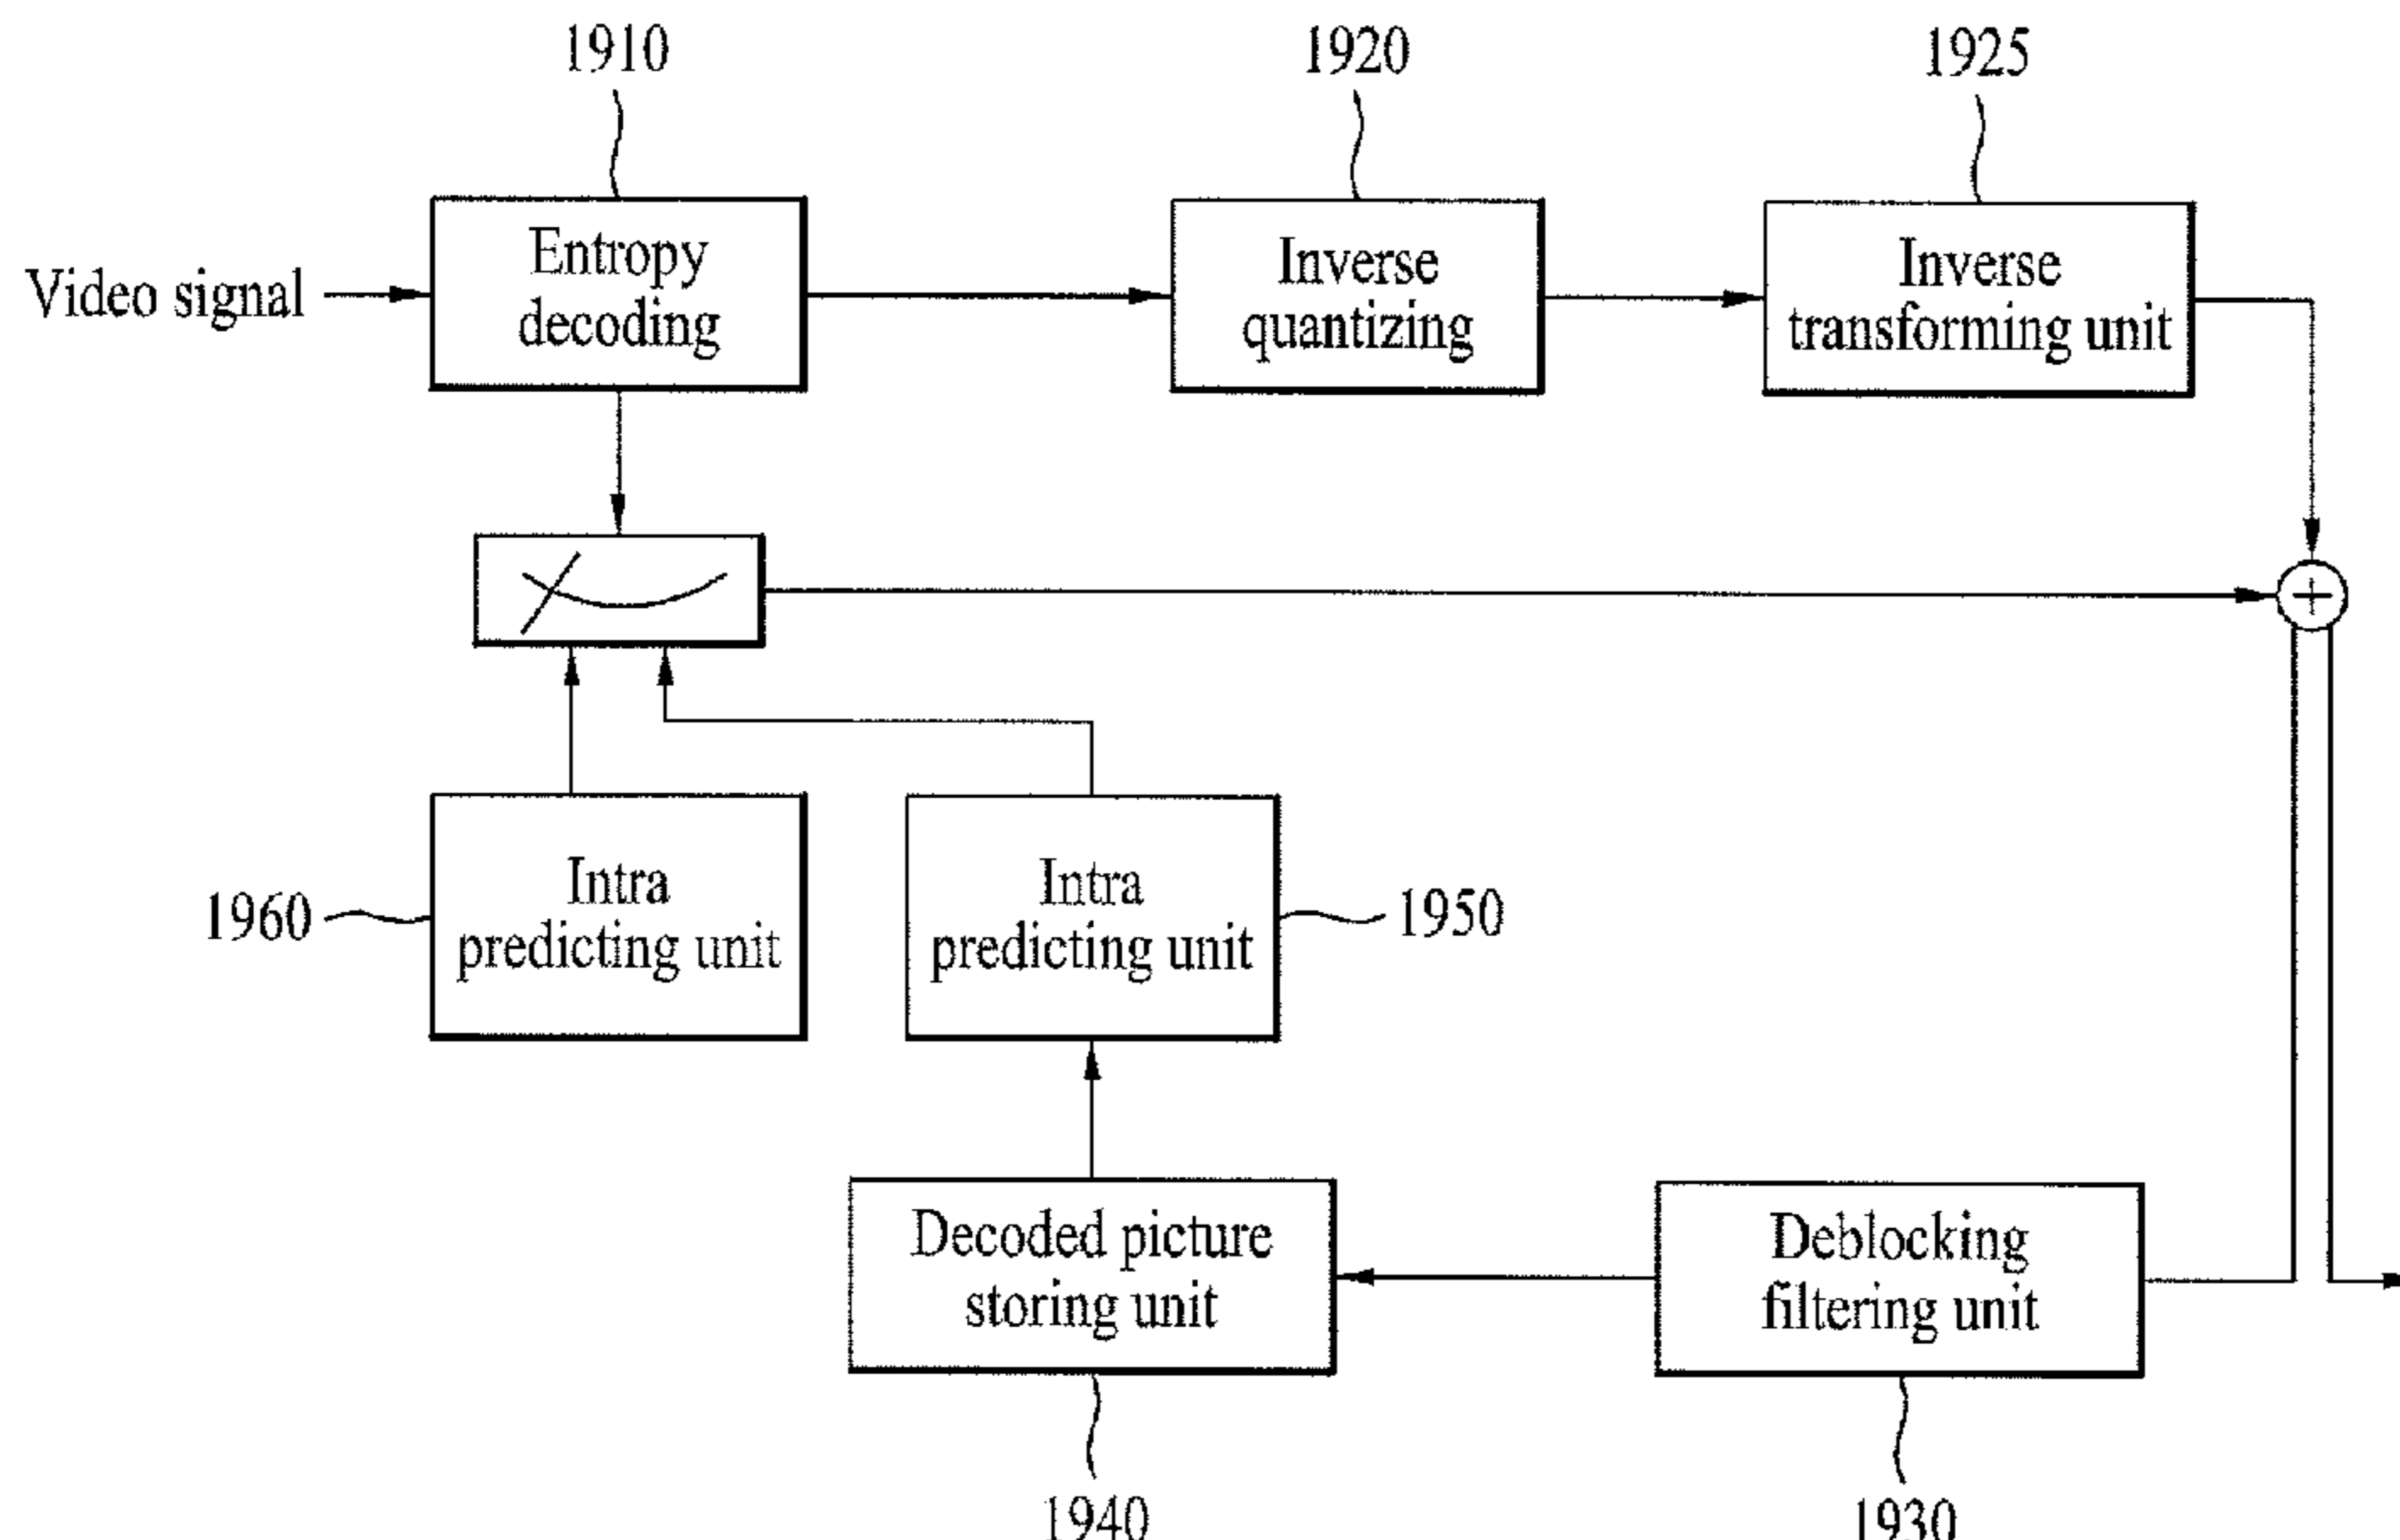 1910
1920
1925
Video signal
Entropy
decoding
Inverse
quantizing
Inverse
transforming unit
+
1960
Intra
predicting unit
Intra
predicting unit
1950
Decoded picture
storing unit
Deblocking
filtering unit
1940
1930